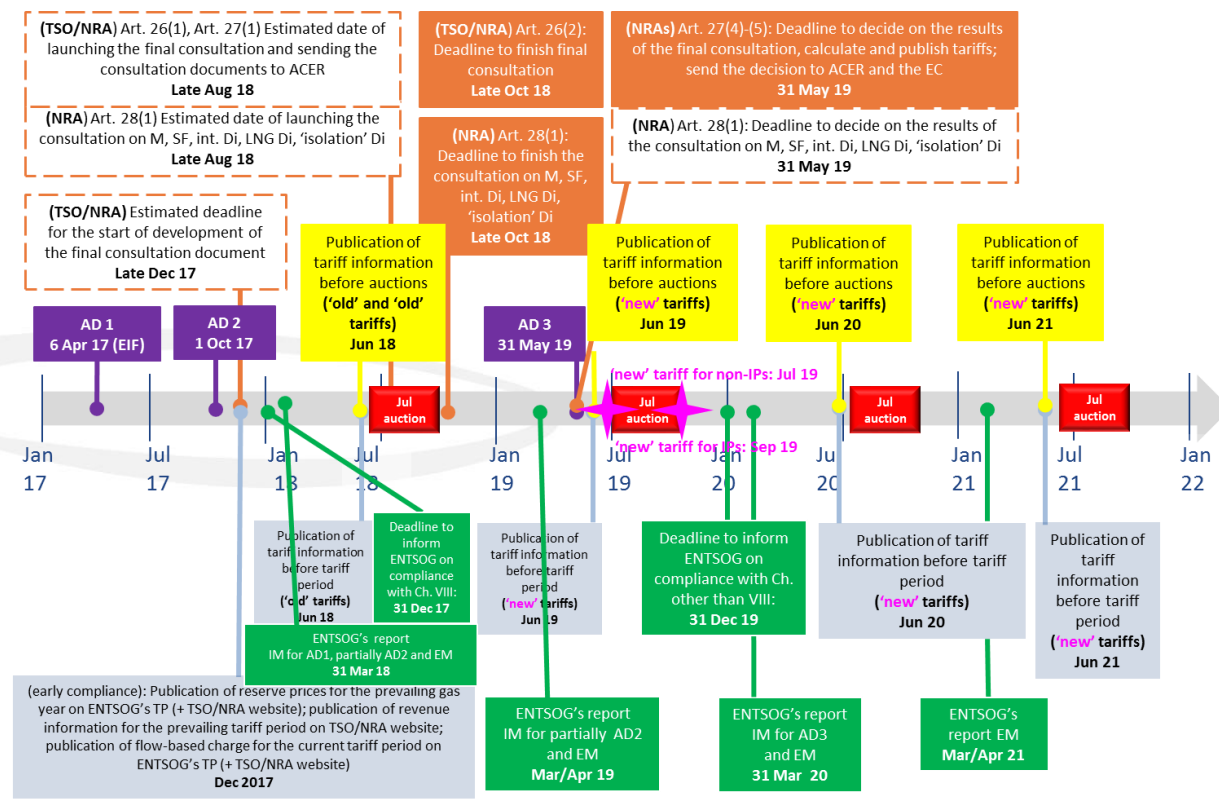 (TSO/NRA) Art. 26(1), Art. 27(1) Estimated date of
launching the final consultation and sending the
consultation documents to ACER
Late Aug 18
(NRA) Art. 28(1) Estimated date of launching the
consultation on M, SF, int. Di, LNG Di, ‘isolation’ Di
Late Aug 18
(TSO/NRA) Estimated deadline
for the start of development of
the final consultation document
Late Dec 17
(TSO/NRA) Art. 26(2):
Deadline to finish final
consultation
Late Oct 18
(NRA) Art. 28(1):
Deadline to finish the
consultation on M, SF,
int. Di, LNG Di,
‘isolation’ Di
Late Oct 18
(NRAs) Art. 27(4)-(5): Deadline to decide on the results
of the final consultation, calculate and publish tariffs;
send the decision to ACER and the EC
31 May 19
(NRA) Art. 28(1): Deadline to decide on the results of
the consultation on M, SF, int. Di, LNG Di, ‘isolation’ Di
31 May 19
AD 1
6 Apr 17 (EIF)
AD 2
1 Oct 17
Publication of
tariff information
before auctions
(‘old’ and ‘old’
tariffs)
Jun 18
AD 3
31 May 19
Publication of
tariff information
before auctions
(‘new’ tariffs)
Jun 19
Publication of
tariff information
before auctions
(‘new’ tariffs)
Jun 20
Publication of
tariff information
before auctions
(‘new’ tariffs)
Jun 21
‘new’ tariff for non-IPs: Jul 19
Jul
auction
Jul
auction
Jul
auction
Jul
auction
‘new’ tariff for IPs: Sep 19
Jan
17
Jul
17
Jan
18
Jul
18
Jan
19
Jul
19
Jan
20
Jul
20
Jan
21
Jul
21
Jan
22
Publication of
tariff information
before tariff
period
(‘old’ tariffs)
Jun 18
Deadline to
inform
ENTSOG on
compliance
with Ch. VIII:
31 Dec 17
Publication of
tariff information
before tariff
period
(‘new’ tariffs)
Jun 19
Deadline to inform
ENTSOG on
compliance with Ch.
other than VIII:
31 Dec 19
Publication of tariff
information before tariff
period
(‘new’ tariffs)
Jun 20
Publication of
tariff
information
before tariff
period
(‘new’ tariffs)
Jun 21
ENTSOG’s report
IM for AD1, partially AD2 and EM
31 Mar 18
(early compliance): Publication of reserve prices for the prevailing gas
year on ENTSOG’s TP (+ TSO/NRA website); publication of revenue
information for the prevailing tariff period on TSO/NRA website;
publication of flow-based charge for the current tariff period on
ENTSOG’s TP (+ TSO/NRA website)
Dec 2017
ENTSOG’s report
IM for partially AD2
and EM
Mar/Apr 19
ENTSOG’s report
IM for AD3
and EM
31 Mar 20
ENTSOG’s
report EM
Mar/Apr 21